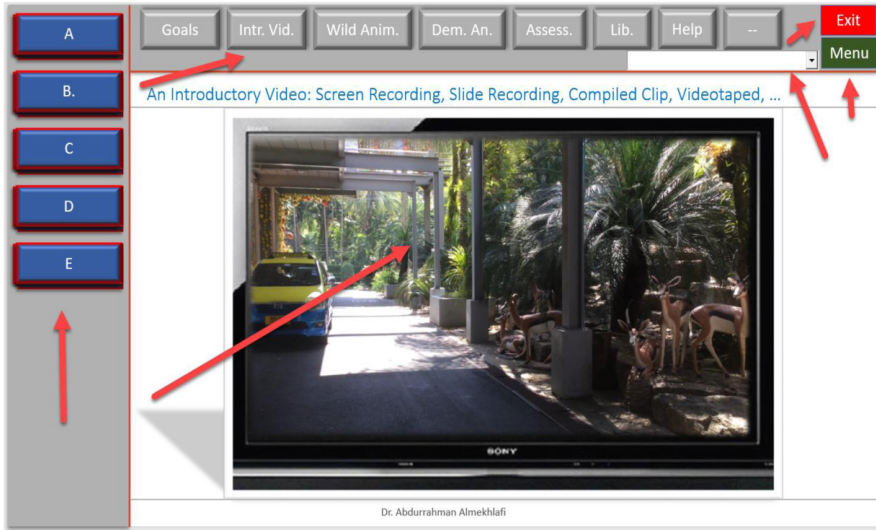 Goals
Intr. Vid.
Wild Anim.
Dem. An.
Assess.
Lib.
Help
--
Exit
Menu
A
B.
C
D
E
An Introductory Video: Screen Recording, Slide Recording, Compiled Clip, Videotaped, ...
SONY
Dr. Abdurrahman Almekhlafi